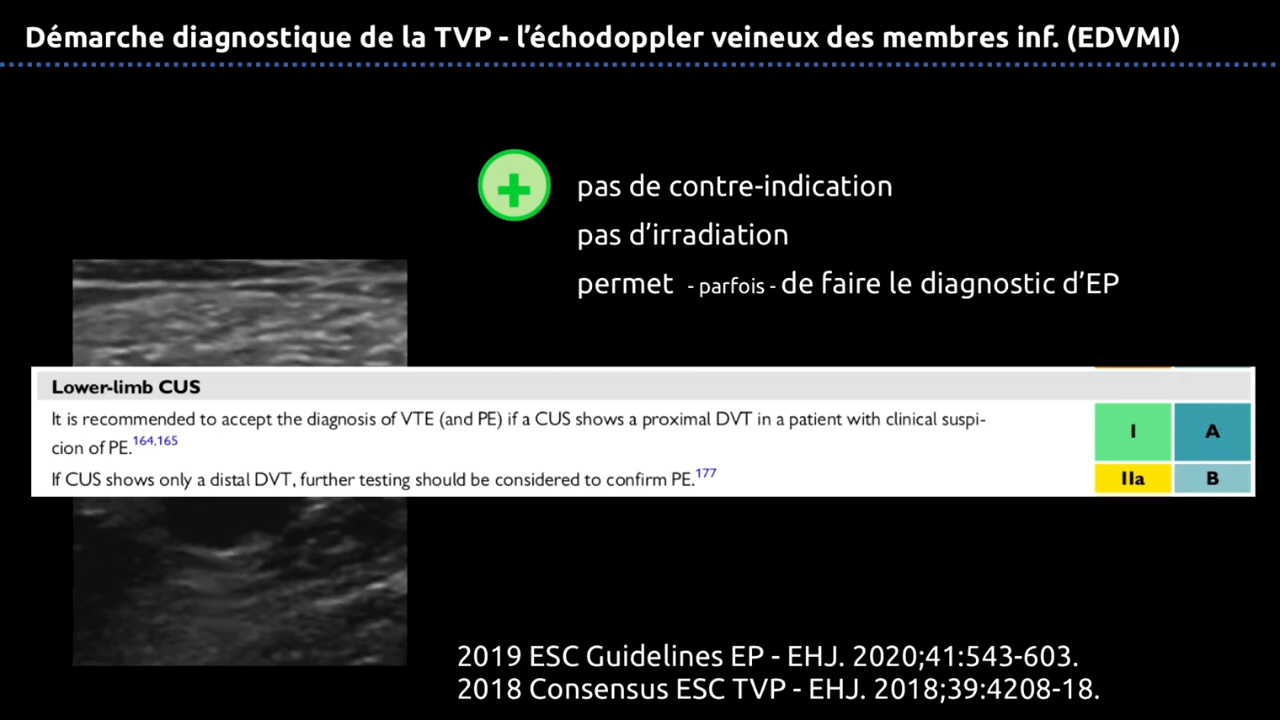 Démarche diagnostique de la TVP - l’échodoppler veineux des membres inf. (EDVMI)
pas de contre-indication
pas d’irradiation
permet - parfois - de faire le diagnostic d’EP
Lower-limb CUS
It is recommended to accept the diagnosis of VTE (and PE) if a CUS shows a proximal DVT in a patient with clinical suspi-
cion of PE.164,165
I A
If CUS shows only a distal DVT, further testing should be considered to confirm PE.177
IIa B
2019 ESC Guidelines EP - EHJ. 2020;41:543-603.
2018 Consensus ESC TVP - EHJ. 2018;39:4208-18.